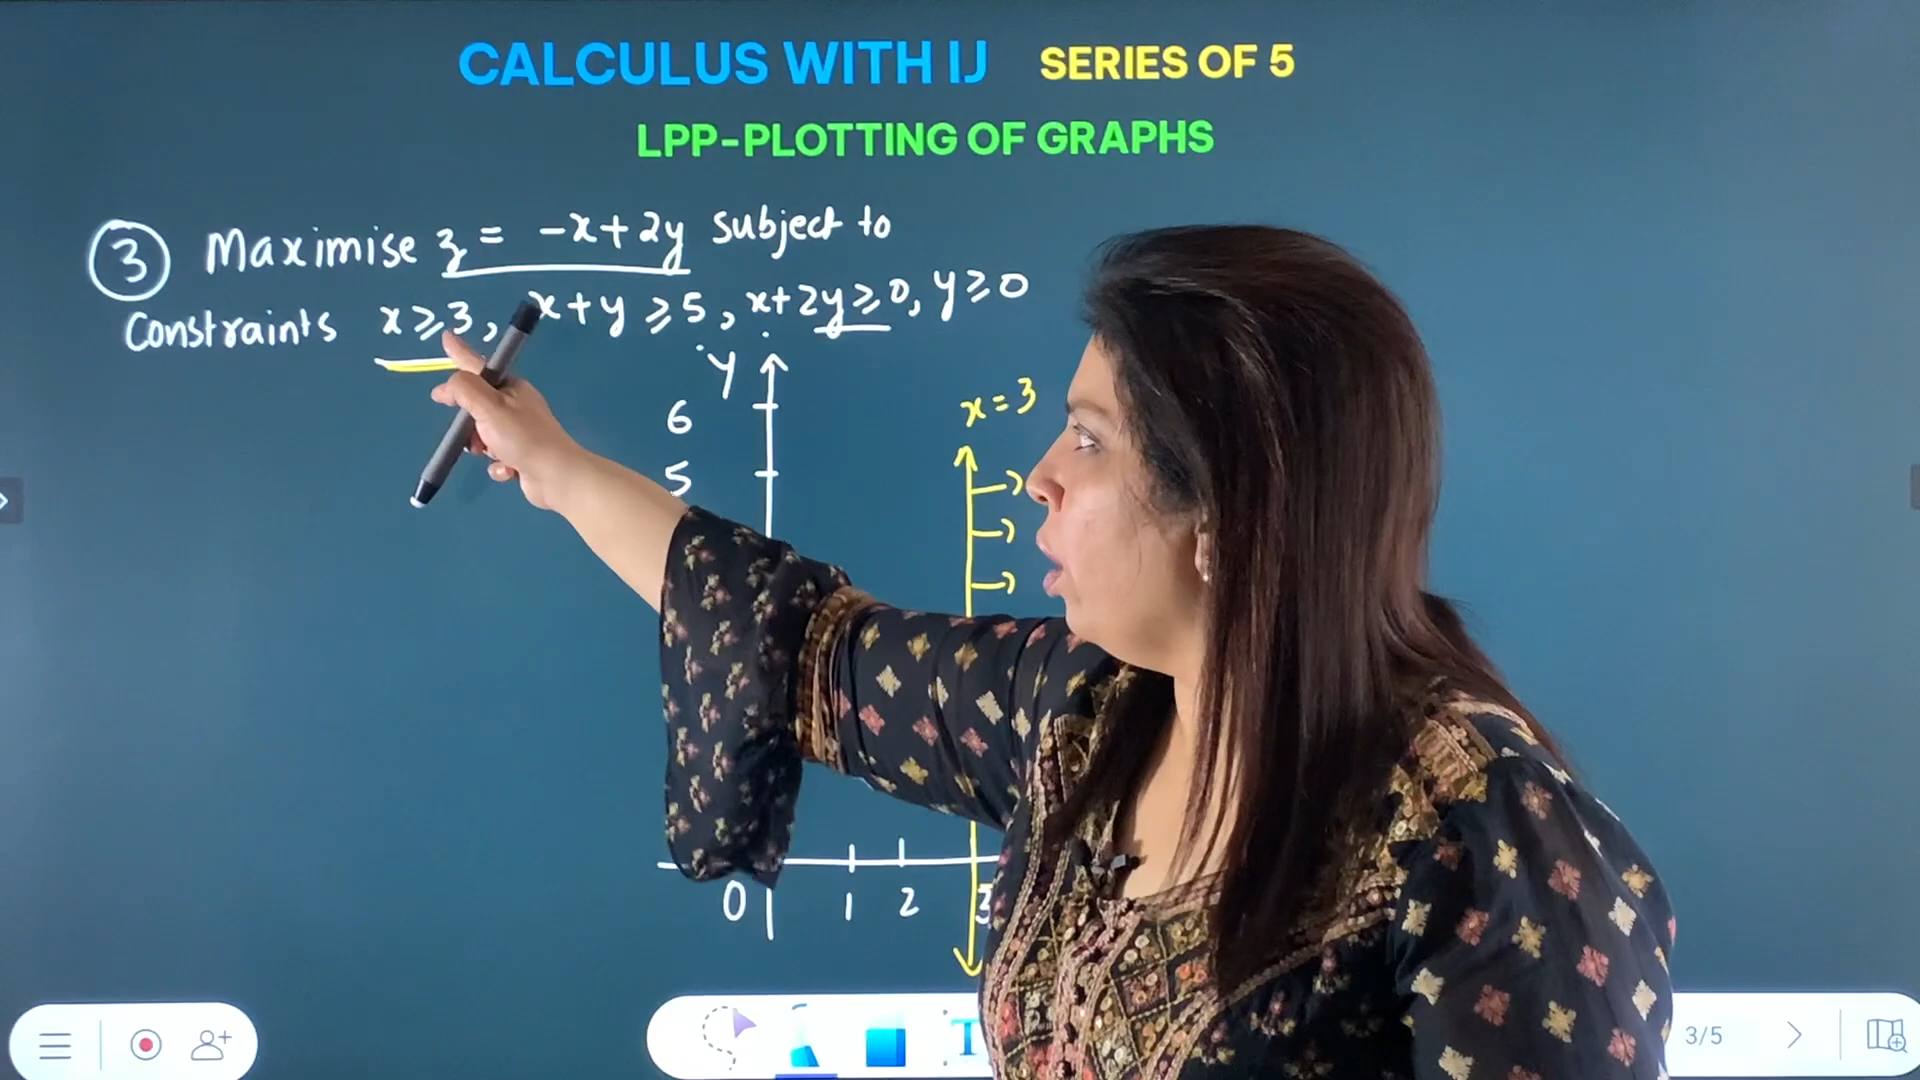 CALCULUS WITH IJ SERIES OF 5
LPP-PLOTTING OF GRAPHS
3 Maximise z = -x+2y subject to
Constraints x≥3, x+y≥5, x+2y≥0, y≥0
y
6
x=3
5
0 1 2 3
T
3/5